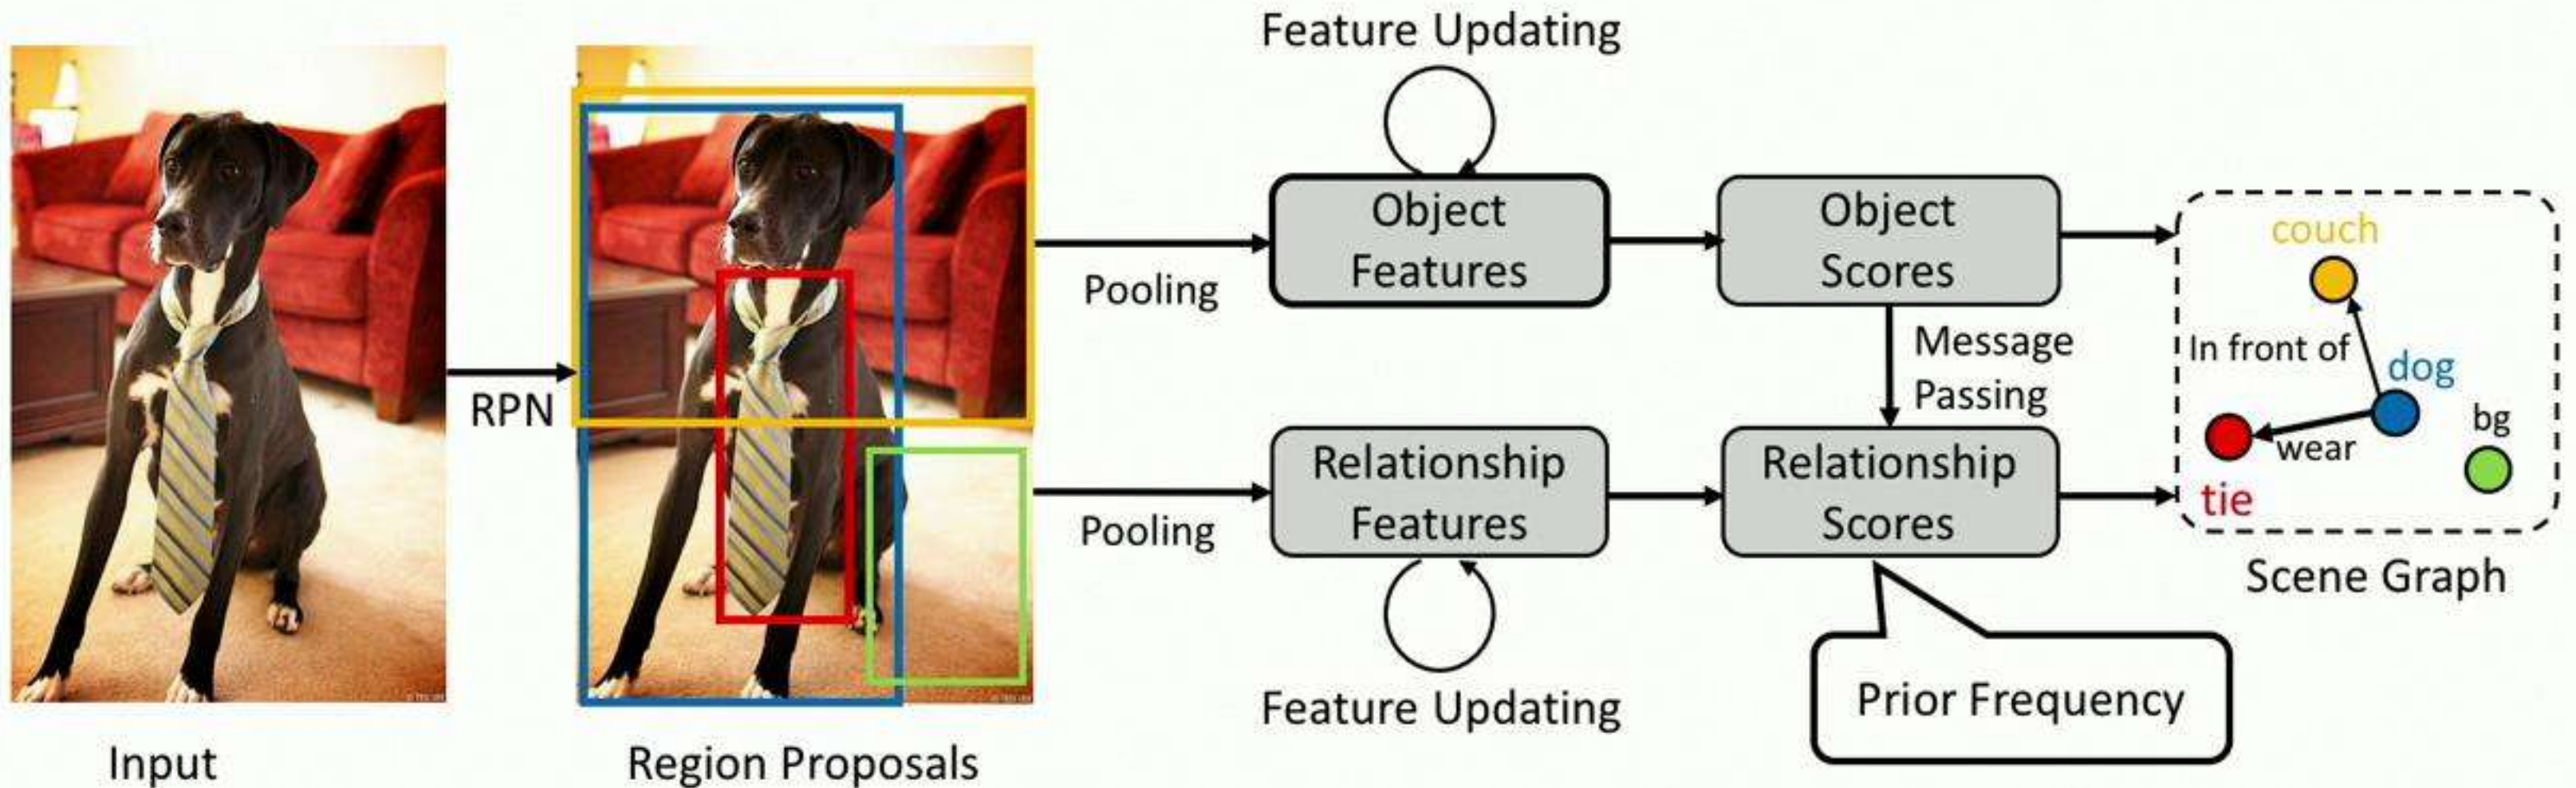 Feature Updating
Object
Features
Object
Scores
couch
Pooling
Message
Passing
In front of
dog
RPN
bg
wear
tie
Relationship
Features
Relationship
Scores
Pooling
Scene Graph
Feature Updating
Prior Frequency
Input
Region Proposals